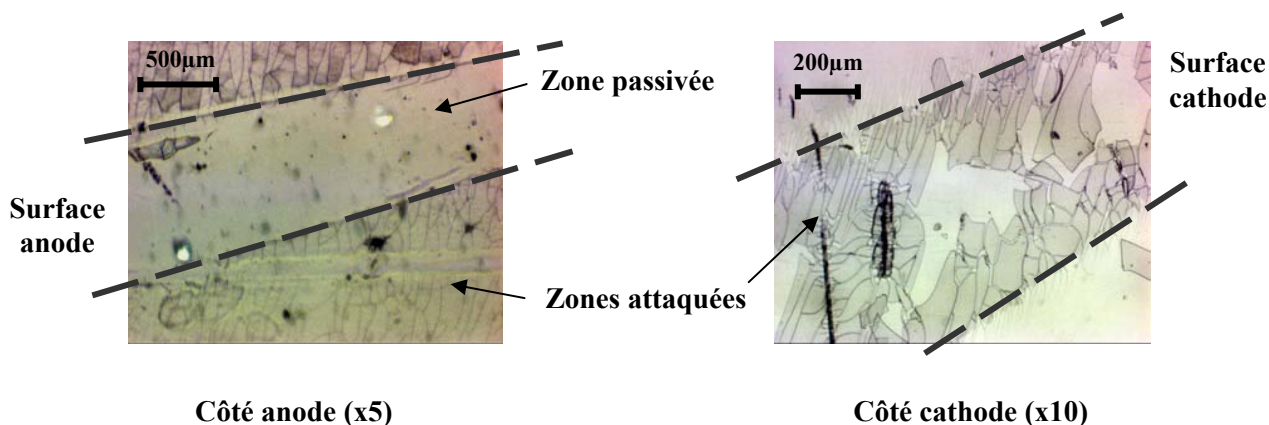 500µm
Zone passivée
Surface
anode
Zones attaquées
200µm
Surface
cathode
Côté anode (x5)
Côté cathode (x10)